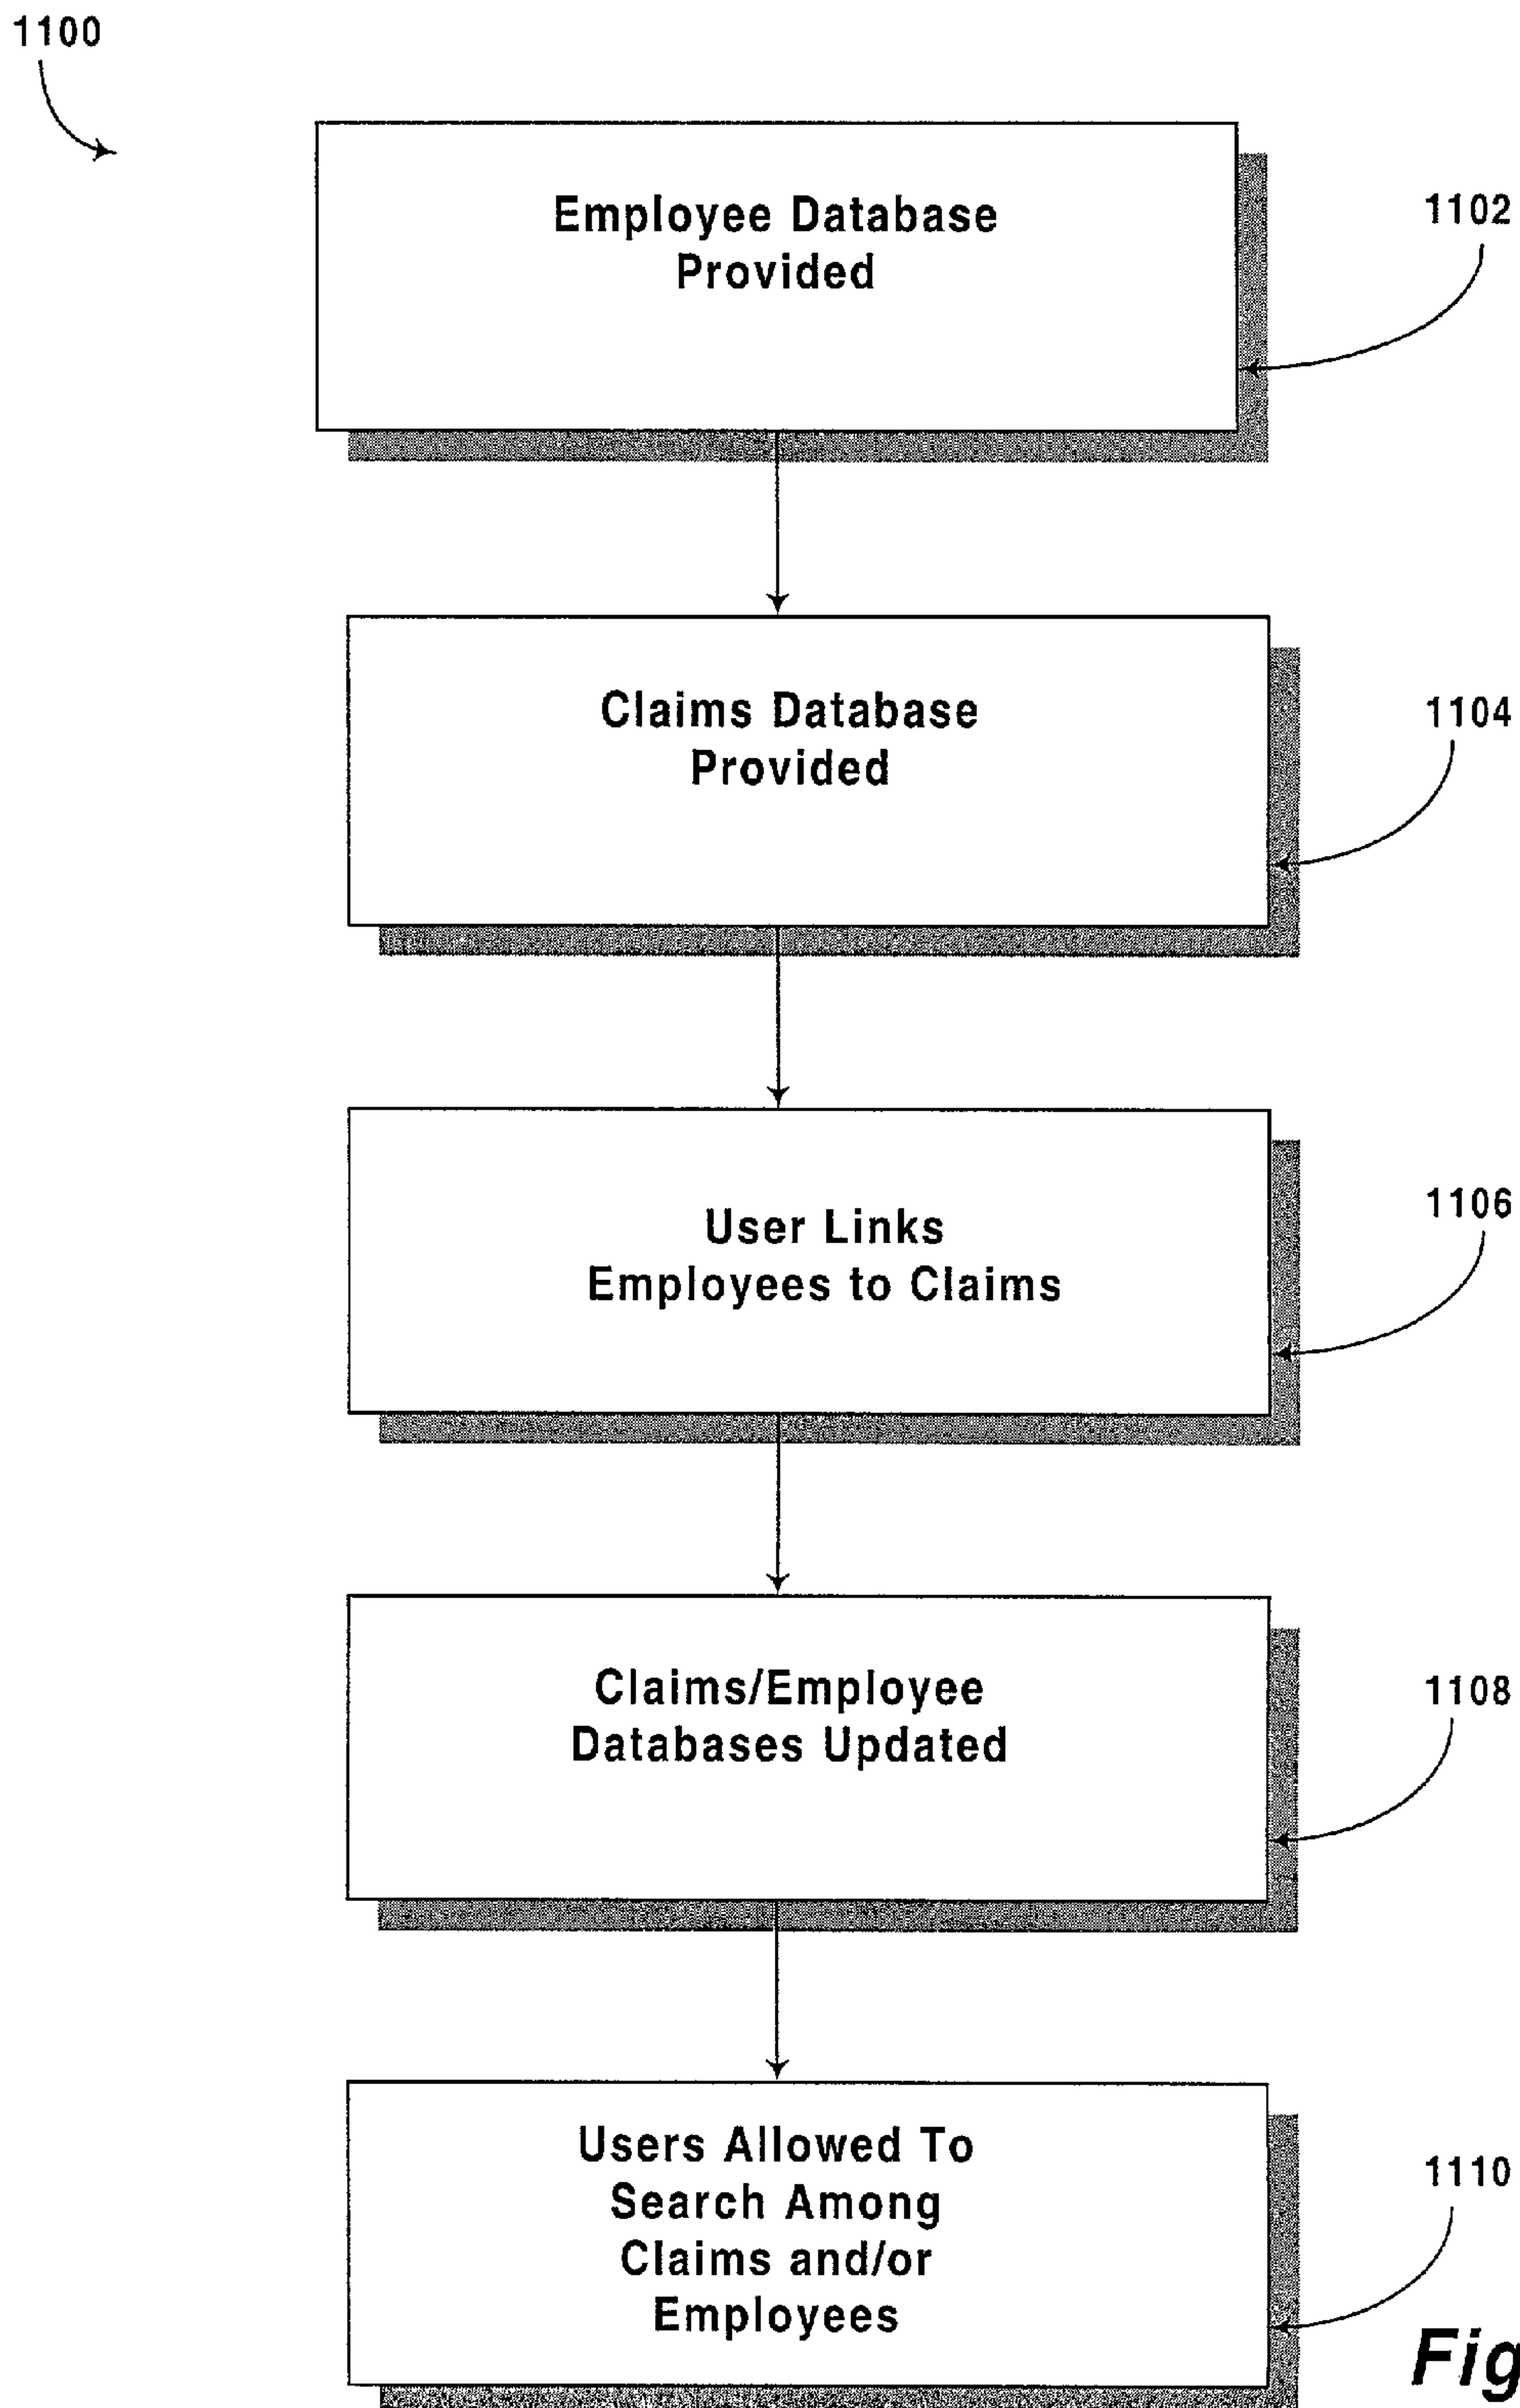 1100
Employee Database
Provided
1102
Claims Database
Provided
1104
User Links
Employees to Claims
1106
Claims/Employee
Databases Updated
1108
Users Allowed To
Search Among
Claims and/or
Employees
1110
Fig